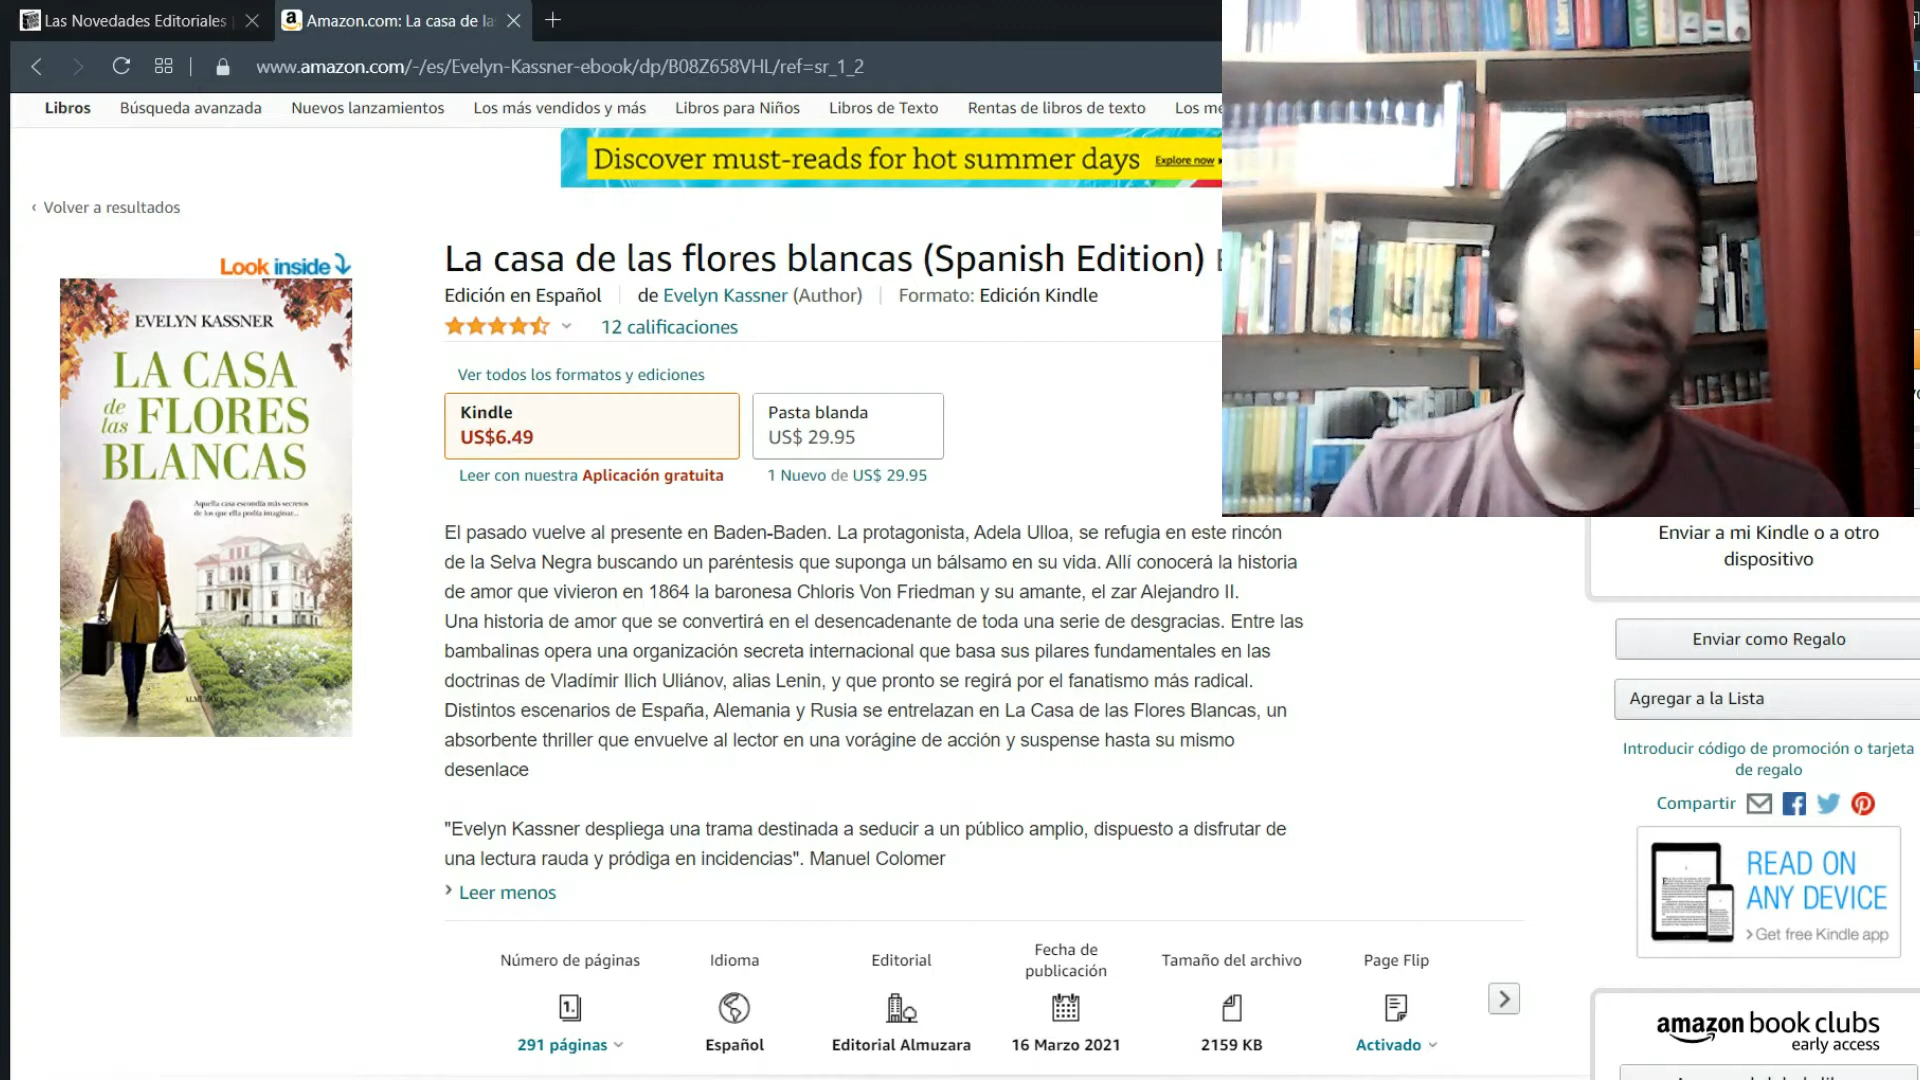 Las Novedades Editoriales
Amazon.com: La casa de la
www.amazon.com/-/es/Evelyn-Kassner-ebook/dp/B08Z658VHL/ref=sr_1_2
Libros Búsqueda avanzada Nuevos lanzamientos Los más vendidos y más Libros para Niños Libros de Texto Rentas de libros de texto Los me
Discover must-reads for hot summer days Explore now
‹ Volver a resultados
Look inside
EVELYN KASSNER
LA CASA
de las FLORES
BLANCAS
Aquella casa escondía más secretos
de los que ella podía imaginar...
La casa de las flores blancas (Spanish Edition)
Edición en Español de Evelyn Kassner (Author) Formato: Edición Kindle
12 calificaciones
Ver todos los formatos y ediciones
Kindle
US$6.49
Pasta blanda
US$ 29.95
Leer con nuestra Aplicación gratuita
1 Nuevo de US$ 29.95
El pasado vuelve al presente en Baden-Baden. La protagonista, Adela Ulloa, se refugia en este rincón
de la Selva Negra buscando un paréntesis que suponga un bálsamo en su vida. Allí conocerá la historia
de amor que vivieron en 1864 la baronesa Chloris Von Friedman y su amante, el zar Alejandro II.
Una historia de amor que se convertirá en el desencadenante de toda una serie de desgracias. Entre las
bambalinas opera una organización secreta internacional que basa sus pilares fundamentales en las
doctrinas de Vladímir Ilich Uliánov, alias Lenin, y que pronto se regirá por el fanatismo más radical.
Distintos escenarios de España, Alemania y Rusia se entrelazan en La Casa de las Flores Blancas, un
absorbente thriller que envuelve al lector en una vorágine de acción y suspense hasta su mismo
desenlace
"Evelyn Kassner despliega una trama destinada a seducir a un público amplio, dispuesto a disfrutar de
una lectura rauda y pródiga en incidencias". Manuel Colomer
Leer menos
Número de páginas
291 páginas
Idioma
Español
Editorial
Editorial Almuzara
Fecha de
publicación
16 Marzo 2021
Tamaño del archivo
2159 KB
Page Flip
Activado
Enviar a mi Kindle o a otro
dispositivo
Enviar como Regalo
Agregar a la Lista
Introducir código de promoción o tarjeta
de regalo
Compartir
READ ON
ANY DEVICE
Get free Kindle app
amazon book clubs
early access